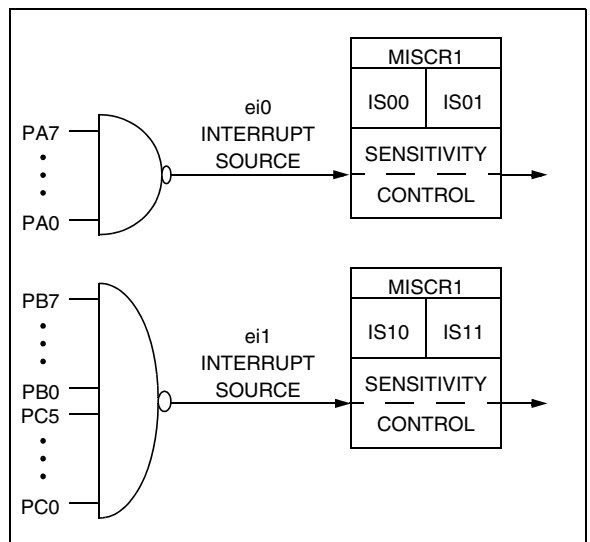 MISCR1
IS00 IS01
ei0
INTERRUPT
SOURCE
PA7
PA0
SENSITIVITY
CONTROL
MISCR1
IS10 IS11
ei1
INTERRUPT
SOURCE
PB7
PB0
PC5
PC0
SENSITIVITY
CONTROL